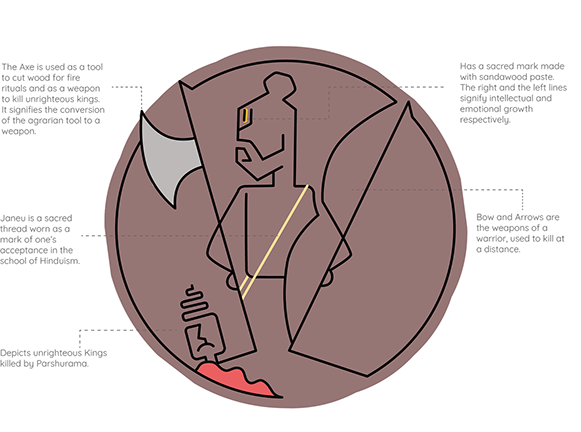 The Axe is used as a tool
to cut wood for fire
rituals and as a weapon
to kill unrighteous kings.
It signifies the conversion
of the agrarian tool to a
weapon.
Has a sacred mark made
with sandawood paste.
The right and the left lines
signify intellectual and
emotional growth
respectively.
Janeu is a sacred
thread worn as a
mark of one's
acceptance in the
school of Hinduism.
Bow and Arrows are
the weapons of a
warrior, used to kill at
a distance.
Depicts unrighteous Kings
killed by Parshurama.